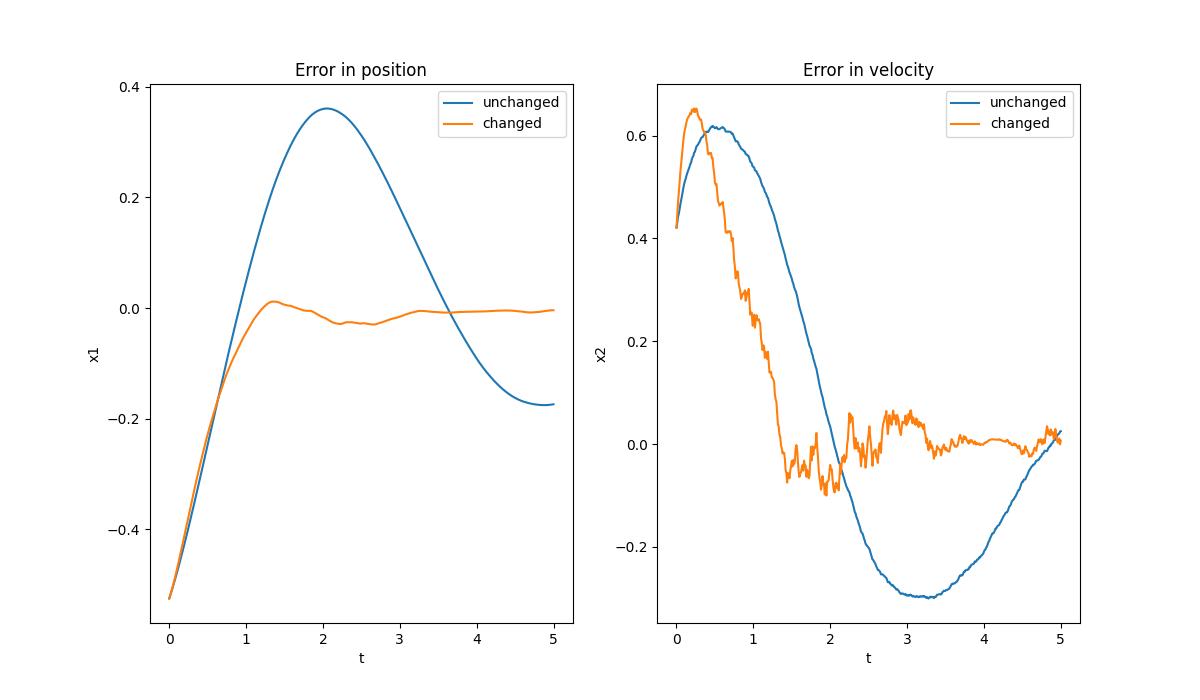 Error in position
unchanged
changed
x1
0.4
0.2
0.0
−0.2
−0.4
0 1 2 3 4 5
t
Error in velocity
unchanged
changed
x2
0.6
0.4
0.2
0.0
−0.2
0 1 2 3 4 5
t